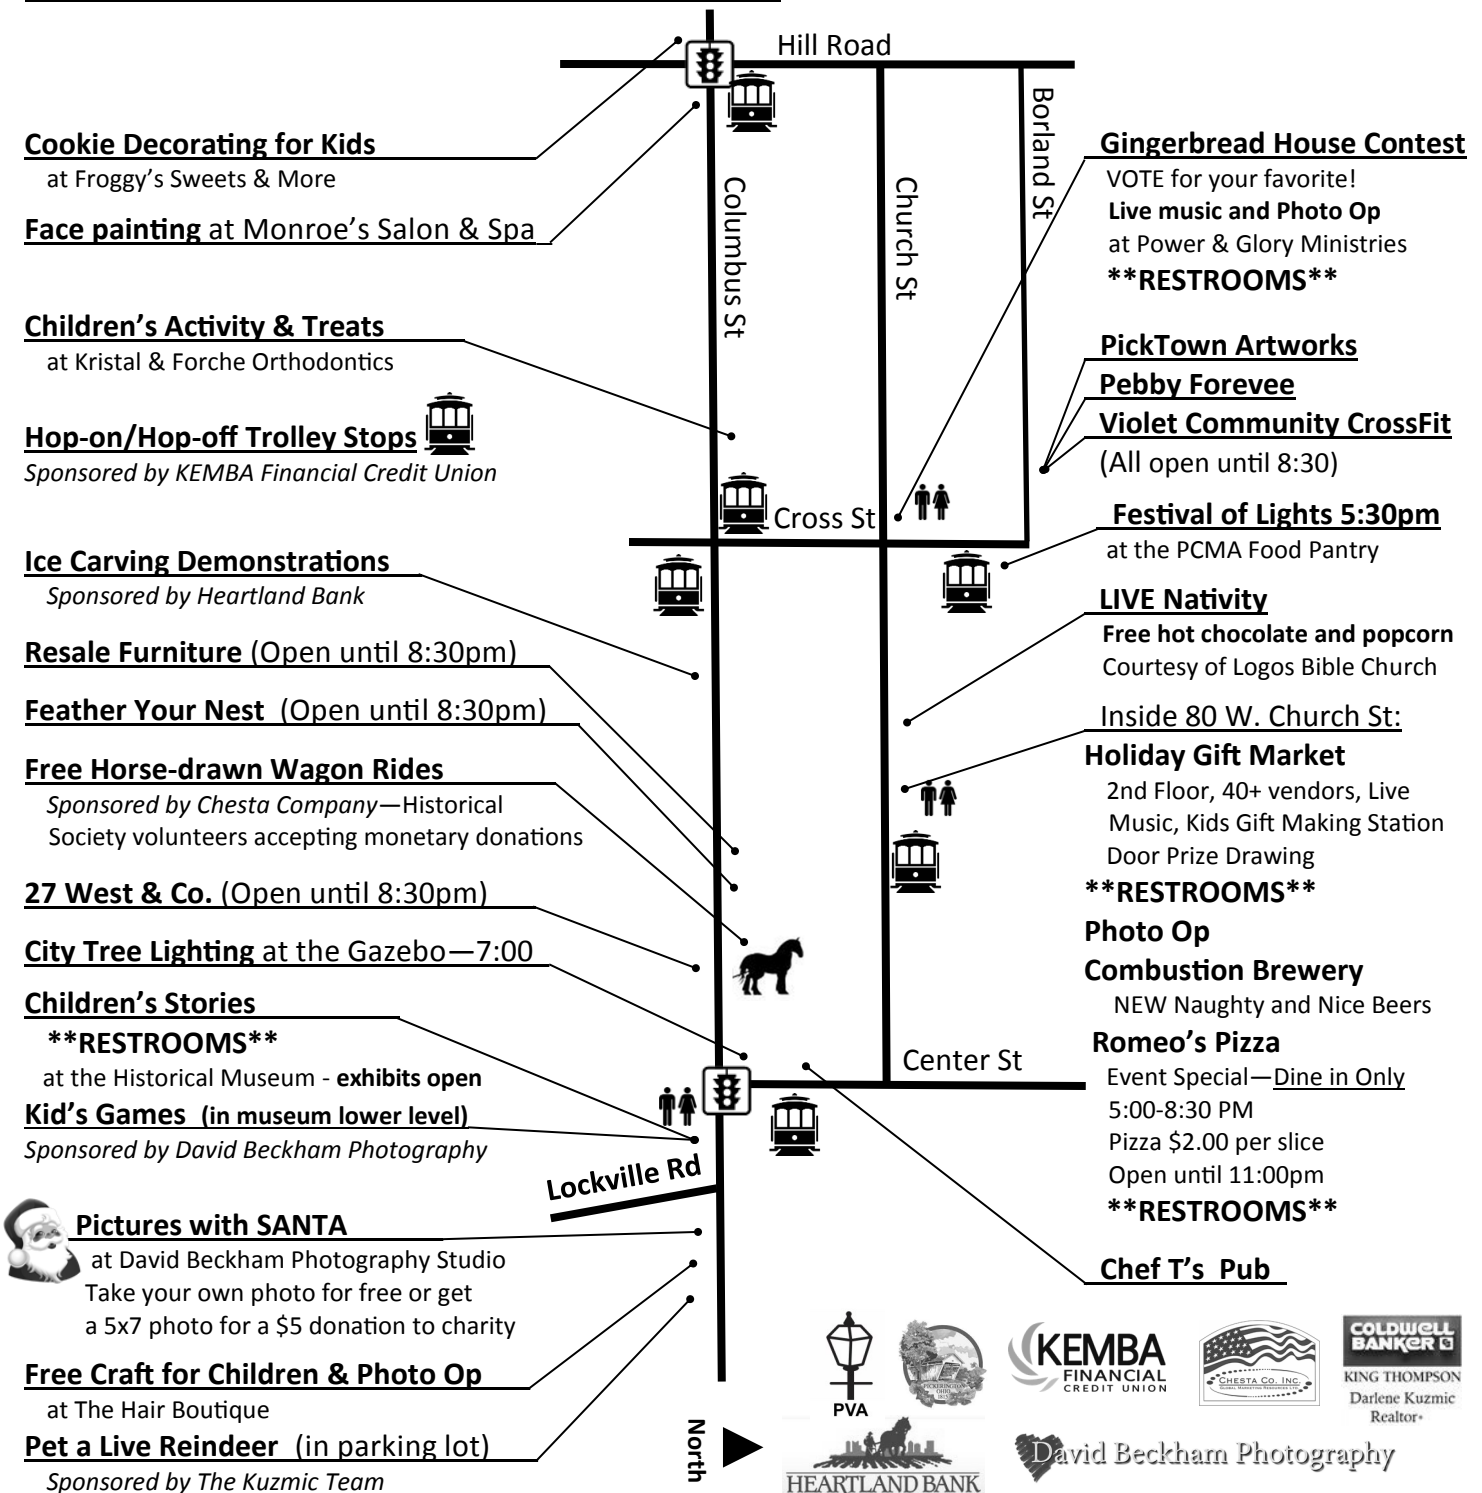 Hill Road
Borland St
Columbus St
Church St
Cookie Decorating for Kids
at Froggy's Sweets & More
Face painting at Monroe's Salon & Spa
Children's Activity & Treats
at Kristal & Forche Orthodontics
Hop-on/Hop-off Trolley Stops
Sponsored by KEMBA Financial Credit Union
Cross St
Ice Carving Demonstrations
Sponsored by Heartland Bank
Resale Furniture (Open until 8:30pm)
Feather Your Nest (Open until 8:30pm)
Free Horse-drawn Wagon Rides
Sponsored by Chesta Company—Historical
Society volunteers accepting monetary donations
27 West & Co. (Open until 8:30pm)
City Tree Lighting at the Gazebo—7:00
Children's Stories
**RESTROOMS**
at the Historical Museum - exhibits open
Kid's Games (in museum lower level)
Sponsored by David Beckham Photography
Center St
Lockville Rd
Pictures with SANTA
at David Beckham Photography Studio
Take your own photo for free or get
a 5x7 photo for a $5 donation to charity
Free Craft for Children & Photo Op
at The Hair Boutique
Pet a Live Reindeer (in parking lot)
Sponsored by The Kuzmic Team
Gingerbread House Contest
VOTE for your favorite!
Live music and Photo Op
at Power & Glory Ministries
**RESTROOMS**
PickTown Artworks
Pebby Forevee
Violet Community CrossFit
(All open until 8:30)
Festival of Lights 5:30pm
at the PCMA Food Pantry
LIVE Nativity
Free hot chocolate and popcorn
Courtesy of Logos Bible Church
Inside 80 W. Church St:
Holiday Gift Market
2nd Floor, 40+ vendors, Live
Music, Kids Gift Making Station
Door Prize Drawing
**RESTROOMS**
Photo Op
Combustion Brewery
NEW Naughty and Nice Beers
Romeo's Pizza
Event Special—Dine in Only
5:00-8:30 PM
Pizza $2.00 per slice
Open until 11:00pm
**RESTROOMS**
Chef T's Pub
North
PVA
PICKERINGTON
OHIO
1815
KEMBA
FINANCIAL
CREDIT UNION
CHESTA CO. INC.
GLOBAL MARKETING RESOURCES LTD.
COLDWELL
BANKER
KING THOMPSON
Darlene Kuzmic
Realtor
HEARTLAND BANK
David Beckham Photography